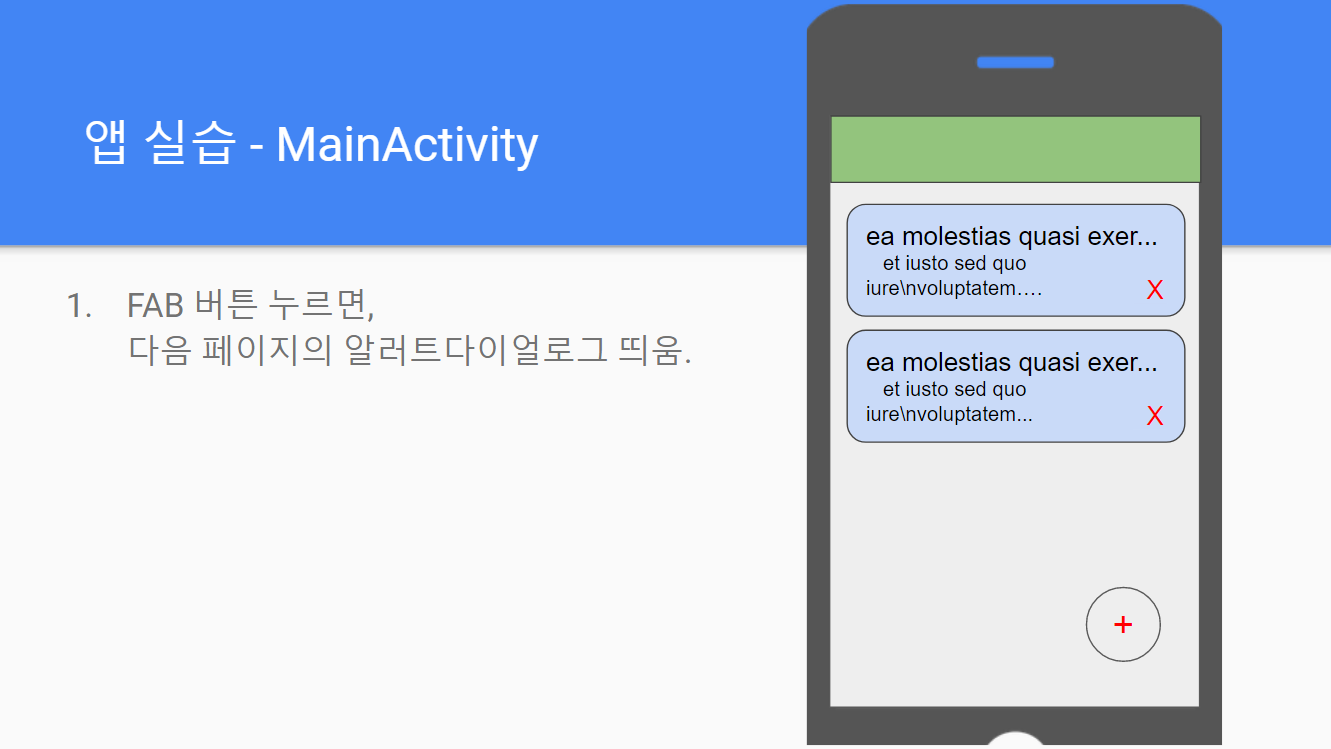 앱 실습 - MainActivity
1. FAB 버튼 누르면,
다음 페이지의 알러트다이얼로그 띄움.
ea molestias quasi exer...
et iusto sed quo
iure\nvoluptatem....
X
ea molestias quasi exer...
et iusto sed quo
iure\nvoluptatem...
X
+